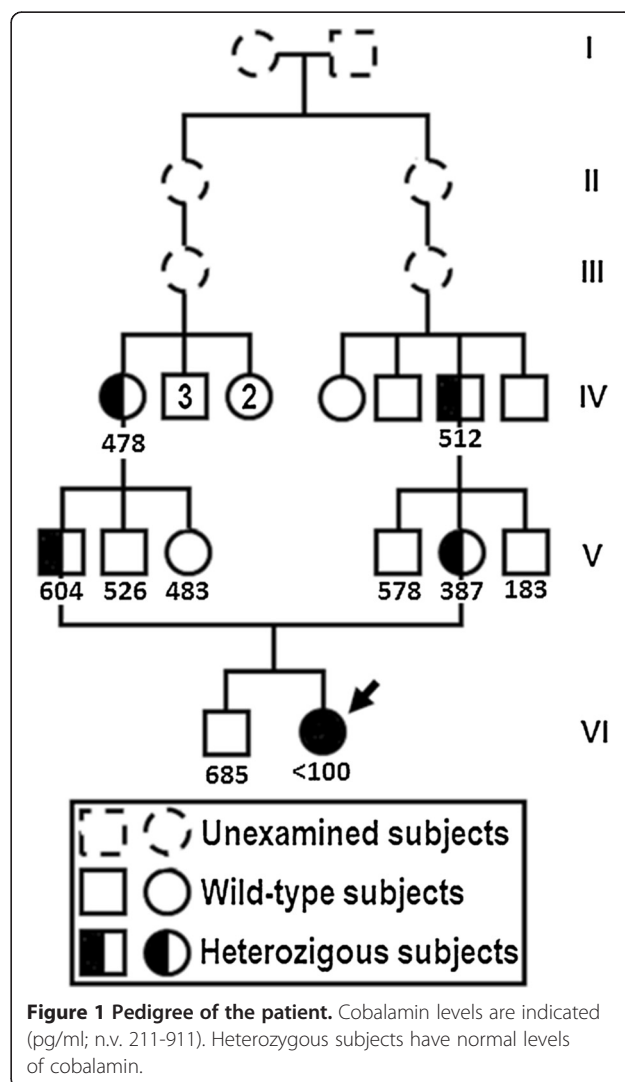 I
II
III
3 2 IV
478 512
V
604 526 483 578 387 183
VI
685 <100
Unexamined subjects
Wild-type subjects
Heterozigous subjects
Figure 1 Pedigree of the patient. Cobalamin levels are indicated
(pg/ml; n.v. 211-911). Heterozygous subjects have normal levels
of cobalamin.